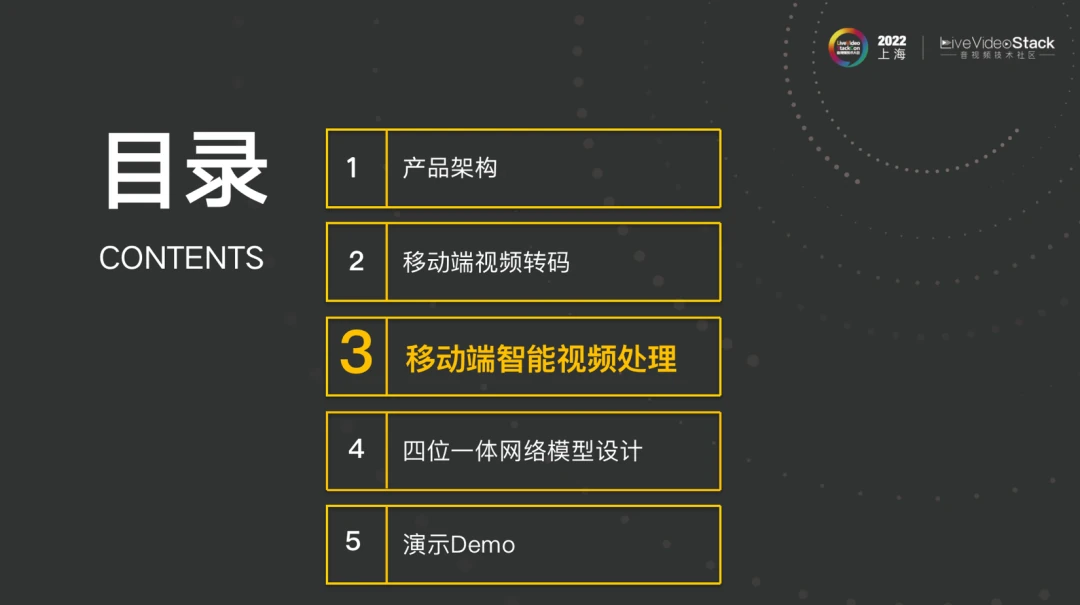 LiveVideo
StackCon
2022
上海
LiveVideoStack
音视频技术社区
目录
CONTENTS
1 产品架构
2 移动端视频转码
3 移动端智能视频处理
4 四位一体网络模型设计
5 演示Demo